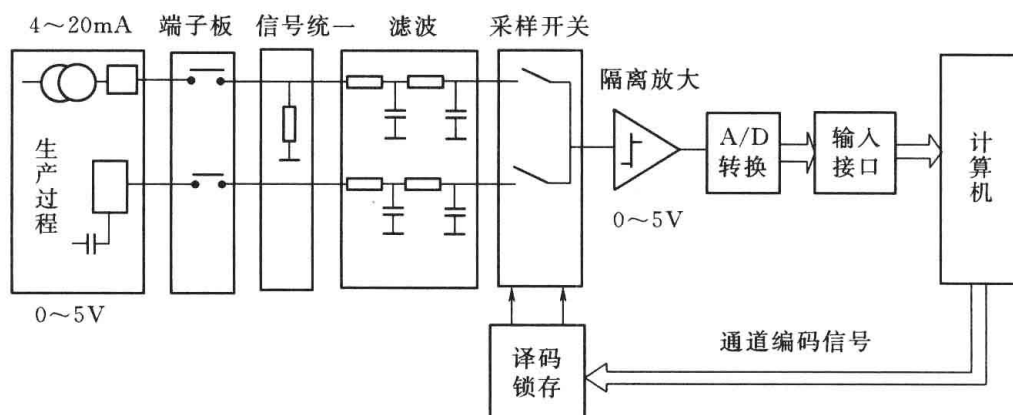 4～20mA
端子板
信号统一
滤波
采样开关
隔离放大
生产过程
A/D
转换
输入
接口
计算机
0～5V
0～5V
译码
锁存
通道编码信号